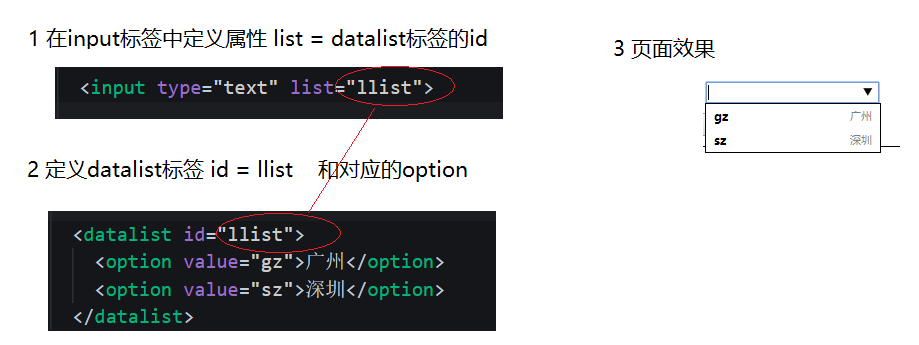 1 在input标签中定义属性 list = datalist标签的id
<input type="text" list="llist">
2 定义datalist标签 id = llist 和对应的option
<datalist id="llist">
<option value="gz">广州</option>
<option value="sz">深圳</option>
</datalist>
3 页面效果
gz 广州
sz 深圳